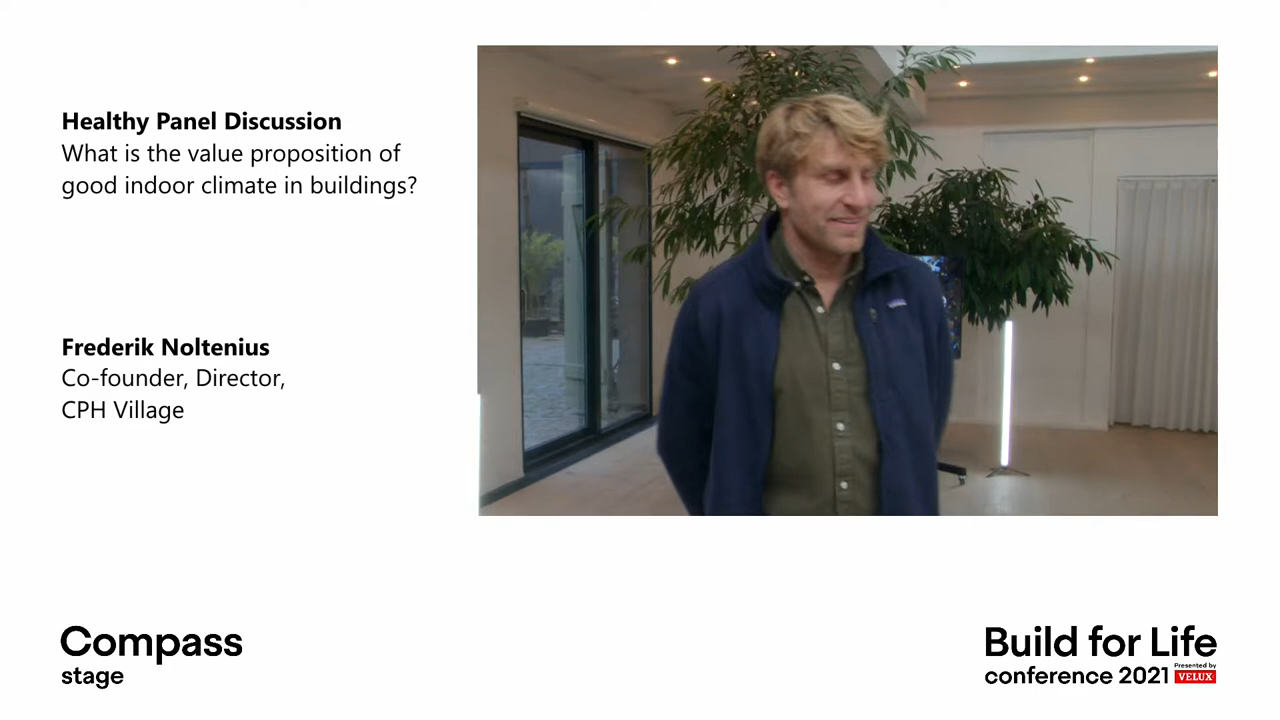 Healthy Panel Discussion
What is the value proposition of
good indoor climate in buildings?
Frederik Noltenius
Co-founder, Director,
CPH Village
Compass
stage
Build for Life
conference 2021
Presented by
VELUX